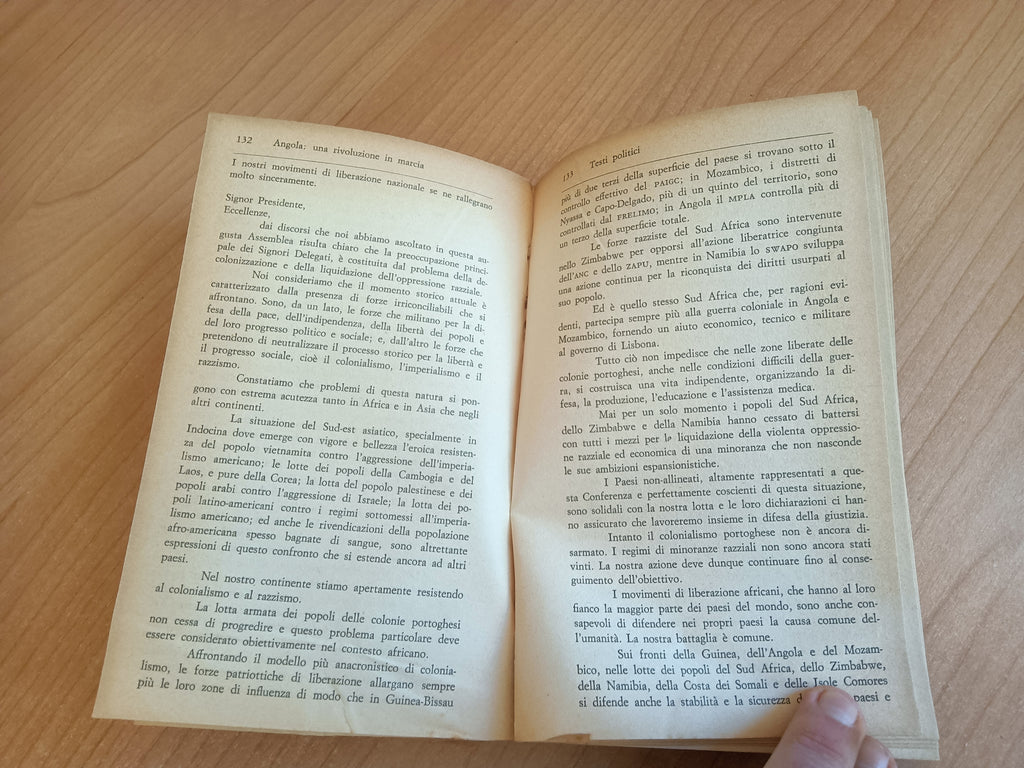 132 Angola: una rivoluzione in marcia
I nostri movimenti di liberazione nazionale se ne rallegrano
molto sinceramente.
Signor Presidente,
Eccellenze,
dai discorsi che noi abbiamo ascoltato in questa au-
gusta Assemblea risulta chiaro che la preoccupazione princi-
pale dei Signori Delegati, è costituita dal problema della de-
colonizzazione e della liquidazione dell'oppressione razziale.
Noi consideriamo che il momento storico attuale è
caratterizzato dalla presenza di forze irriconciliabili che si
affrontano. Sono, da un lato, le forze che militano per la di-
fesa della pace, dell'indipendenza, della libertà dei popoli e
del loro progresso politico e sociale; e, dall'altro le forze che
pretendono di neutralizzare il processo storico per la libertà e
il progresso sociale, cioè il colonialismo, l'imperialismo e il
razzismo.
Constatiamo che problemi di questa natura si pon-
gono con estrema acutezza tanto in Africa e in Asia che negli
altri continenti.
La situazione del Sud-est asiatico, specialmente in
Indocina dove emerge con vigore e bellezza l'eroica resisten-
za del popolo vietnamita contro l'aggressione dell'imperia-
lismo americano; le lotte dei popoli della Cambogia e del
Laos, e pure della Corea; la lotta del popolo palestinese e dei
popoli arabi contro l'aggressione di Israele; la lotta dei po-
poli latino-americani contro i regimi sottomessi all'imperia-
lismo americano; ed anche le rivendicazioni della popolazione
afro-americana spesso bagnate di sangue, sono altrettante
espressioni di questo confronto che si estende ancora ad altri
paesi.
Nel nostro continente stiamo apertamente resistendo
al colonialismo e al razzismo.
La lotta armata dei popoli delle colonie portoghesi
non cessa di progredire e questo problema particolare deve
essere considerato obiettivamente nel contesto africano.
Affrontando il modello più anacronistico di colonia-
lismo, le forze patriottiche di liberazione allargano sempre
più le loro zone di influenza di modo che in Guinea-Bissau
133 Testi politici
più di due terzi della superficie del paese si trovano sotto il
controllo effettivo del PAIGC; in Mozambico, i distretti di
Nyassa e Capo-Delgado, più di un quinto del territorio, sono
controllati dal FRELIMO; in Angola il MPLA controlla più di
un terzo della superficie totale.
Le forze razziste del Sud Africa sono intervenute
nello Zimbabwe per opporsi all'azione liberatrice congiunta
dell'ANC e dello ZAPU, mentre in Namibia lo SWAPO sviluppa
una azione continua per la riconquista dei diritti usurpati al
suo popolo.
Ed è quello stesso Sud Africa che, per ragioni evi-
denti, partecipa sempre più alla guerra coloniale in Angola e
Mozambico, fornendo un aiuto economico, tecnico e militare
al governo di Lisbona.
Tutto ciò non impedisce che nelle zone liberate delle
colonie portoghesi, anche nelle condizioni difficili della guer-
ra, si costruisca una vita indipendente, organizzando la di-
fesa, la produzione, l'educazione e l'assistenza medica.
Mai per un solo momento i popoli del Sud Africa,
dello Zimbabwe e della Namibia hanno cessato di battersi
con tutti i mezzi per la liquidazione della violenta oppressio-
ne razziale ed economica di una minoranza che non nasconde
le sue ambizioni espansionistiche.
I Paesi non-allineati, altamente rappresentati a que-
sta Conferenza e perfettamente coscienti di questa situazione,
sono solidali con la nostra lotta e le loro dichiarazioni ci han-
no assicurato che lavoreremo insieme in difesa della giustizia.
Intanto il colonialismo portoghese non è ancora di-
sarmato. I regimi di minoranze razziali non sono ancora stati
vinti. La nostra azione deve dunque continuare fino al conse-
guimento dell'obiettivo.
I movimenti di liberazione africani, che hanno al loro
fianco la maggior parte dei paesi del mondo, sono anche con-
sapevoli di difendere nei propri paesi la causa comune del-
l'umanità. La nostra battaglia è comune.
Sui fronti della Guinea, dell'Angola e del Mozam-
bico, nelle lotte dei popoli del Sud Africa, dello Zimbabwe,
della Namibia, della Costa dei Somali e delle Isole Comores
si difende anche la stabilità e la sicurezza paesi e